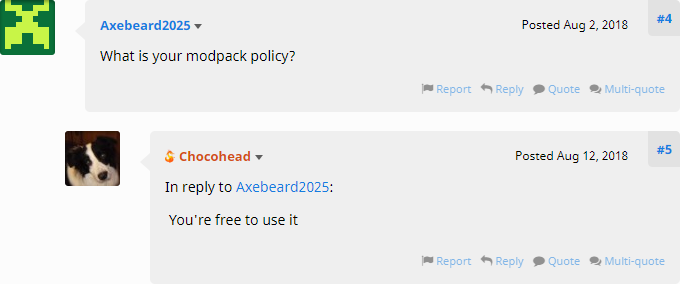 Axebeard2025 Posted Aug 2, 2018 #4
What is your modpack policy?
Report Reply Quote Multi-quote
Chocohead Posted Aug 12, 2018 #5
In reply to Axebeard2025:
You're free to use it
Report Reply Quote Multi-quote